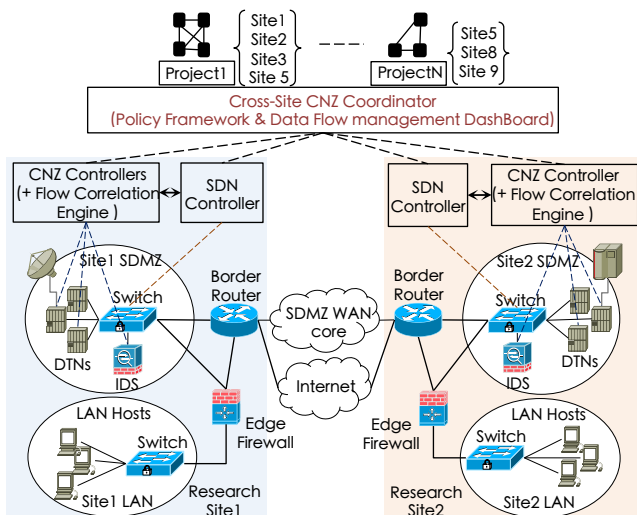 Site1
Site2
Site3
Site 5
Project1
Site5
Site8
Site 9
ProjectN
Cross-Site CNZ Coordinator
(Policy Framework & Data Flow management DashBoard)
CNZ Controllers
(+ Flow Correlation
Engine )
SDN
Controller
SDN
Controller
CNZ Controller
(+ Flow Correlation
Engine)
Site1 SDMZ
Switch
DTNs
IDS
Border
Router
SDMZ WAN
core
Internet
Border
Router
Site2 SDMZ
Switch
IDS
DTNs
Edge
Firewall
Edge
Firewall
LAN Hosts
Switch
Site1 LAN
Research
Site1
LAN Hosts
Switch
Site2 LAN
Research
Site2